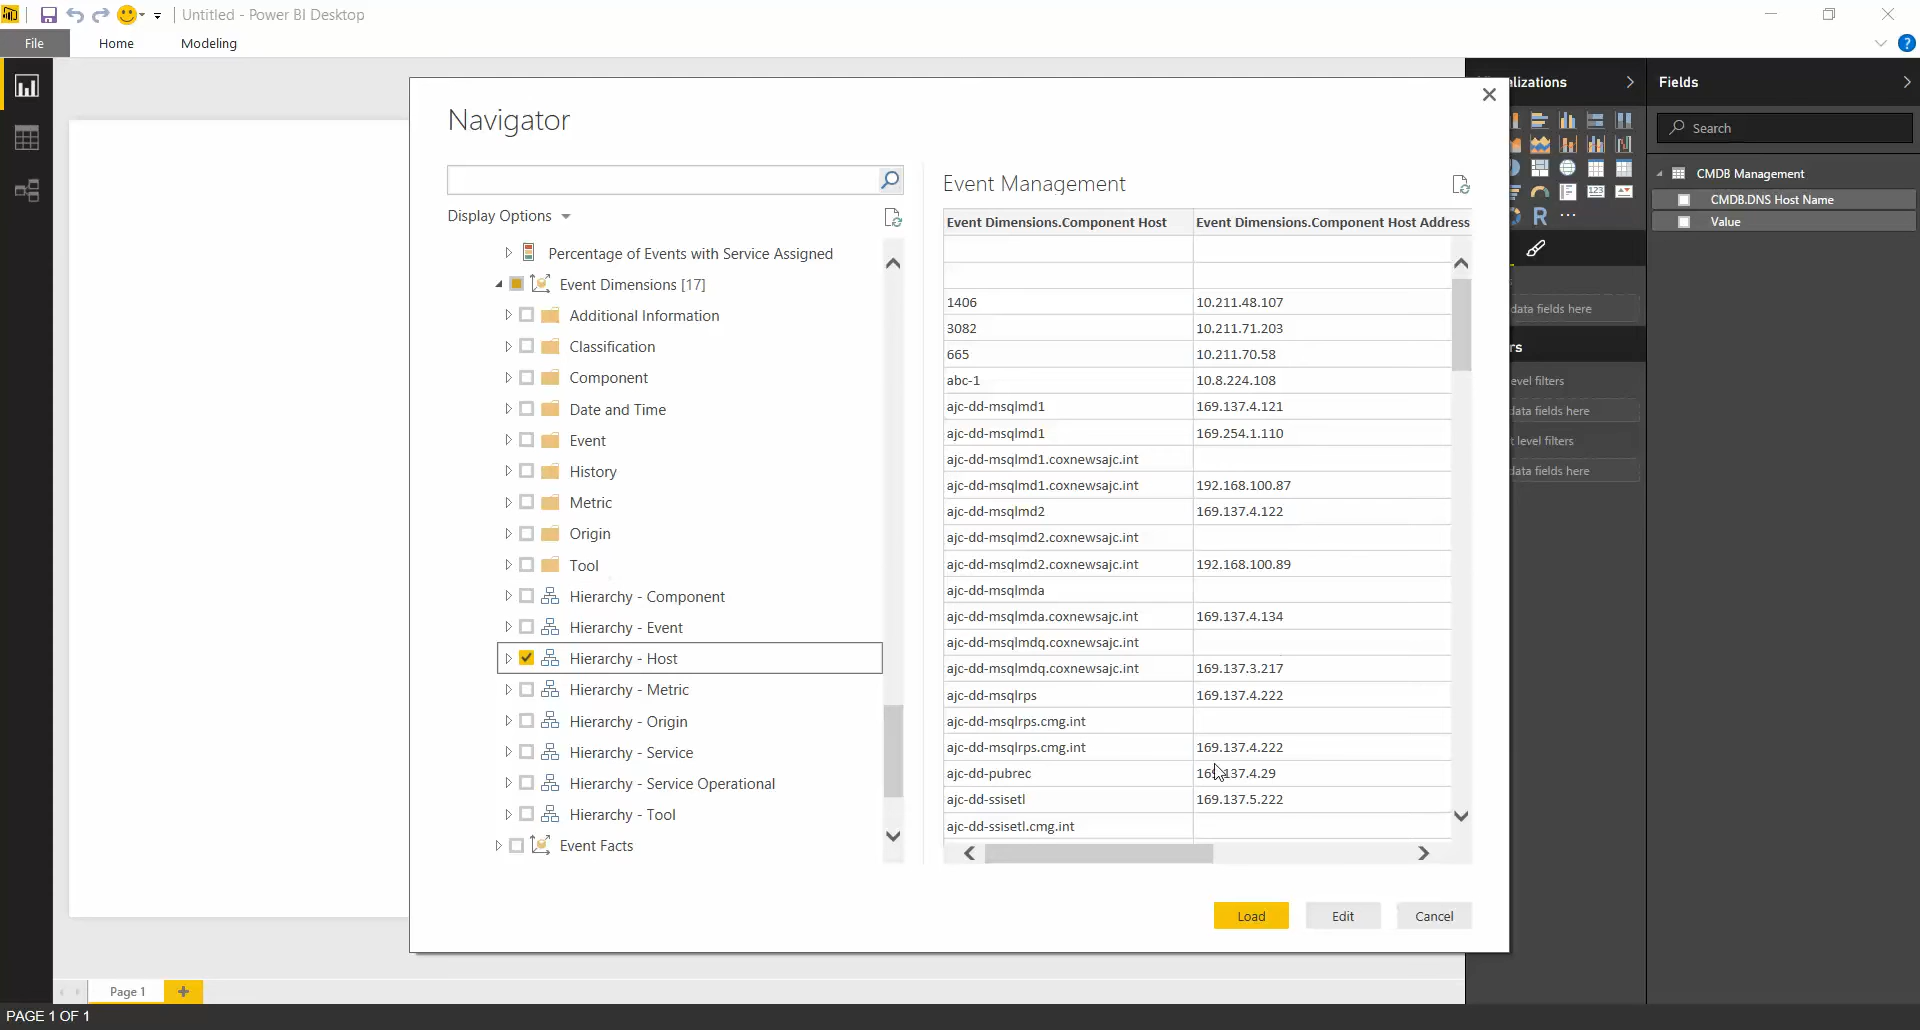 Untitled - Power BI Desktop
File Home Modeling
Navigator
Display Options
Percentage of Events with Service Assigned
Event Dimensions [17]
Additional Information
Classification
Component
Date and Time
Event
History
Metric
Origin
Tool
Hierarchy - Component
Hierarchy - Event
Hierarchy - Host
Hierarchy - Metric
Hierarchy - Origin
Hierarchy - Service
Hierarchy - Service Operational
Hierarchy - Tool
Event Facts
Event Management
Event Dimensions.Component Host Event Dimensions.Component Host Address
1406 10.211.48.107
3082 10.211.71.203
665 10.211.70.58
abc-1 10.8.224.108
ajc-dd-msqlmd1 169.137.4.121
ajc-dd-msqlmd1 169.254.1.110
ajc-dd-msqlmd1.coxnewsajc.int
ajc-dd-msqlmd1.coxnewsajc.int 192.168.100.87
ajc-dd-msqlmd2 169.137.4.122
ajc-dd-msqlmd2.coxnewsajc.int
ajc-dd-msqlmd2.coxnewsajc.int 192.168.100.89
ajc-dd-msqlmda
ajc-dd-msqlmda.coxnewsajc.int 169.137.4.134
ajc-dd-msqlmdq.coxnewsajc.int
ajc-dd-msqlmdq.coxnewsajc.int 169.137.3.217
ajc-dd-msqlrps 169.137.4.222
ajc-dd-msqlrps.cmg.int
ajc-dd-msqlrps.cmg.int 169.137.4.222
ajc-dd-pubrec 169.137.4.29
ajc-dd-ssisetl 169.137.5.222
ajc-dd-ssisetl.cmg.int
Load Edit Cancel
alizations
123
R
data fields here
rs
evel filters
data fields here
t level filters
data fields here
Fields
Search
CMDB Management
CMDB.DNS Host Name
Value
Page 1
PAGE 1 OF 1